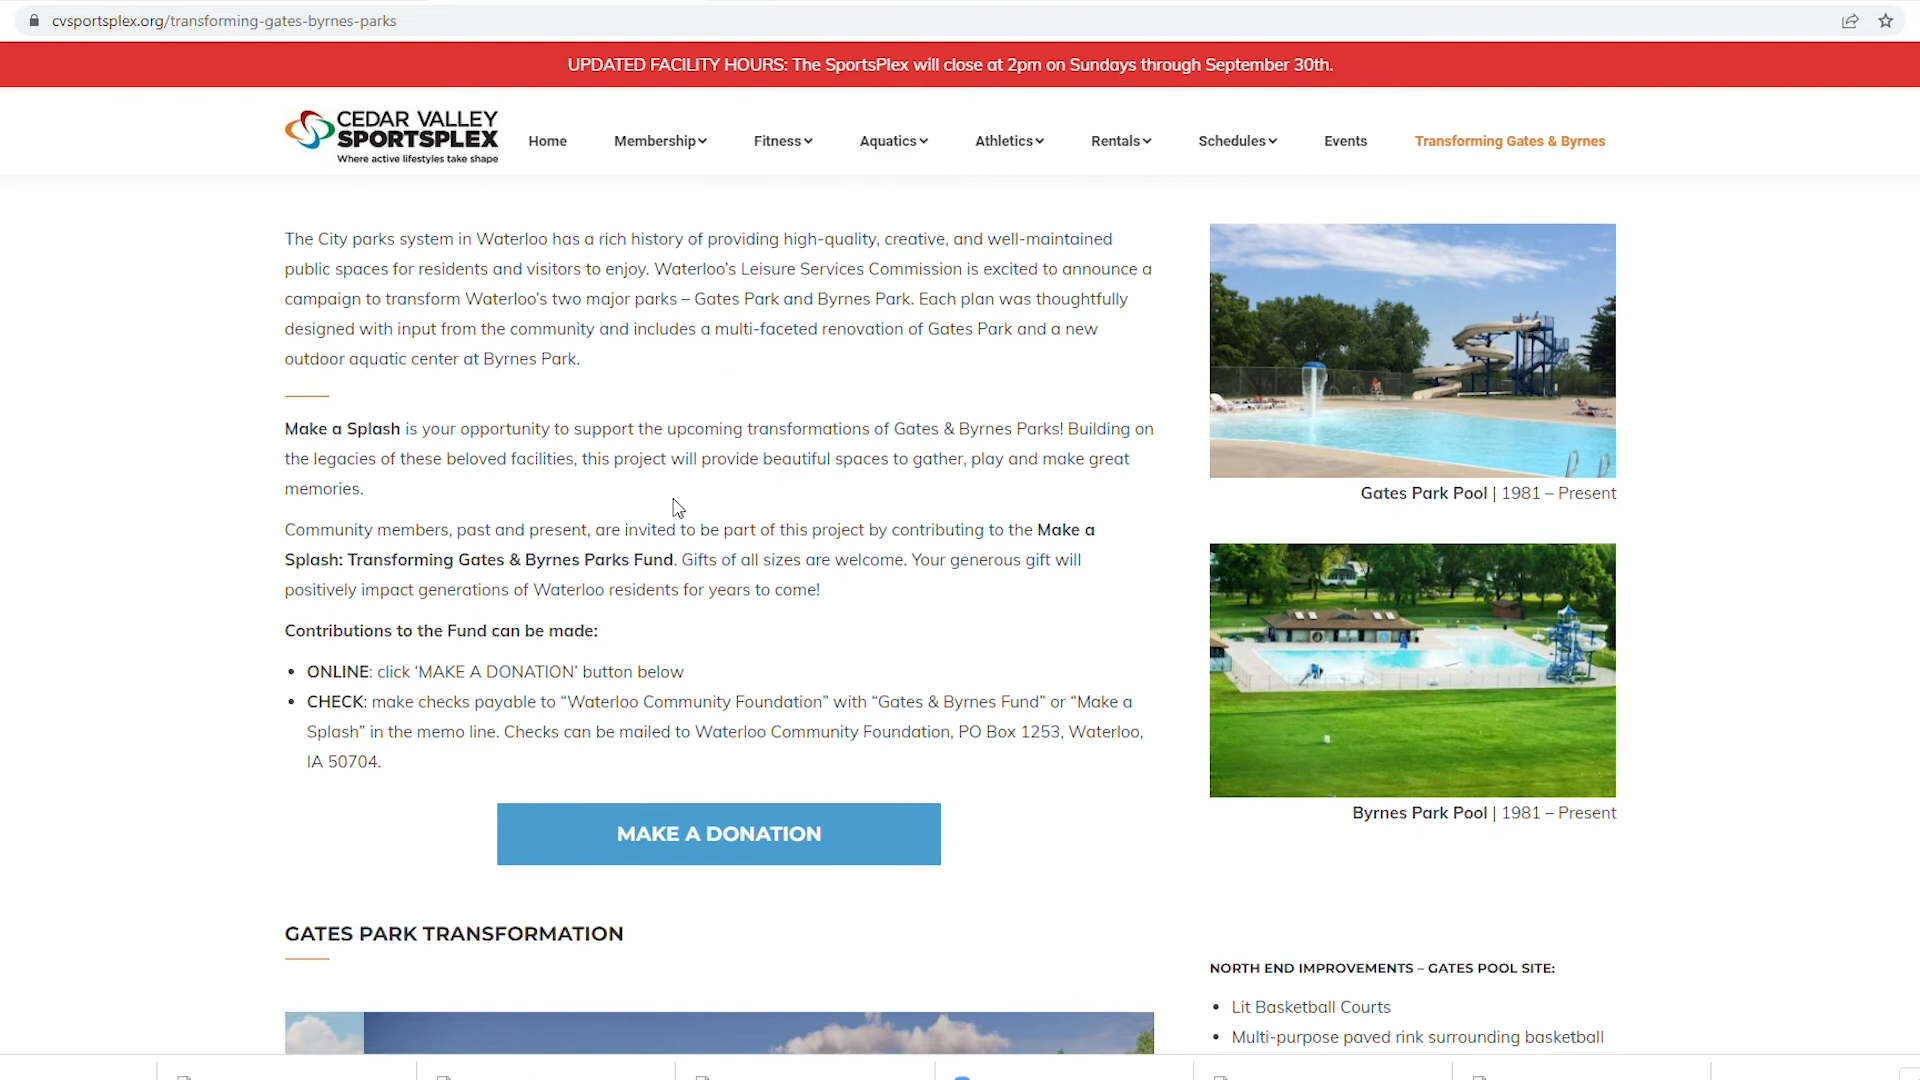 cvsportsplex.org/transforming-gates-byrnes-parks
UPDATED FACILITY HOURS: The SportsPlex will close at 2pm on Sundays through September 30th.
CEDAR VALLEY
SPORTSPLEX
Where active lifestyles take shape
Home Membership Fitness Aquatics Athletics Rentals Schedules Events Transforming Gates & Byrnes
The City parks system in Waterloo has a rich history of providing high-quality, creative, and well-maintained
public spaces for residents and visitors to enjoy. Waterloo's Leisure Services Commission is excited to announce a
campaign to transform Waterloo's two major parks – Gates Park and Byrnes Park. Each plan was thoughtfully
designed with input from the community and includes a multi-faceted renovation of Gates Park and a new
outdoor aquatic center at Byrnes Park.
Make a Splash is your opportunity to support the upcoming transformations of Gates & Byrnes Parks! Building on
the legacies of these beloved facilities, this project will provide beautiful spaces to gather, play and make great
memories.
Community members, past and present, are invited to be part of this project by contributing to the Make a
Splash: Transforming Gates & Byrnes Parks Fund. Gifts of all sizes are welcome. Your generous gift will
positively impact generations of Waterloo residents for years to come!
Contributions to the Fund can be made:
• ONLINE: click ‘MAKE A DONATION’ button below
• CHECK: make checks payable to “Waterloo Community Foundation” with “Gates & Byrnes Fund” or “Make a
Splash” in the memo line. Checks can be mailed to Waterloo Community Foundation, PO Box 1253, Waterloo,
IA 50704.
MAKE A DONATION
Gates Park Pool | 1981 – Present
Byrnes Park Pool | 1981 – Present
GATES PARK TRANSFORMATION
NORTH END IMPROVEMENTS – GATES POOL SITE:
• Lit Basketball Courts
• Multi-purpose paved rink surrounding basketball